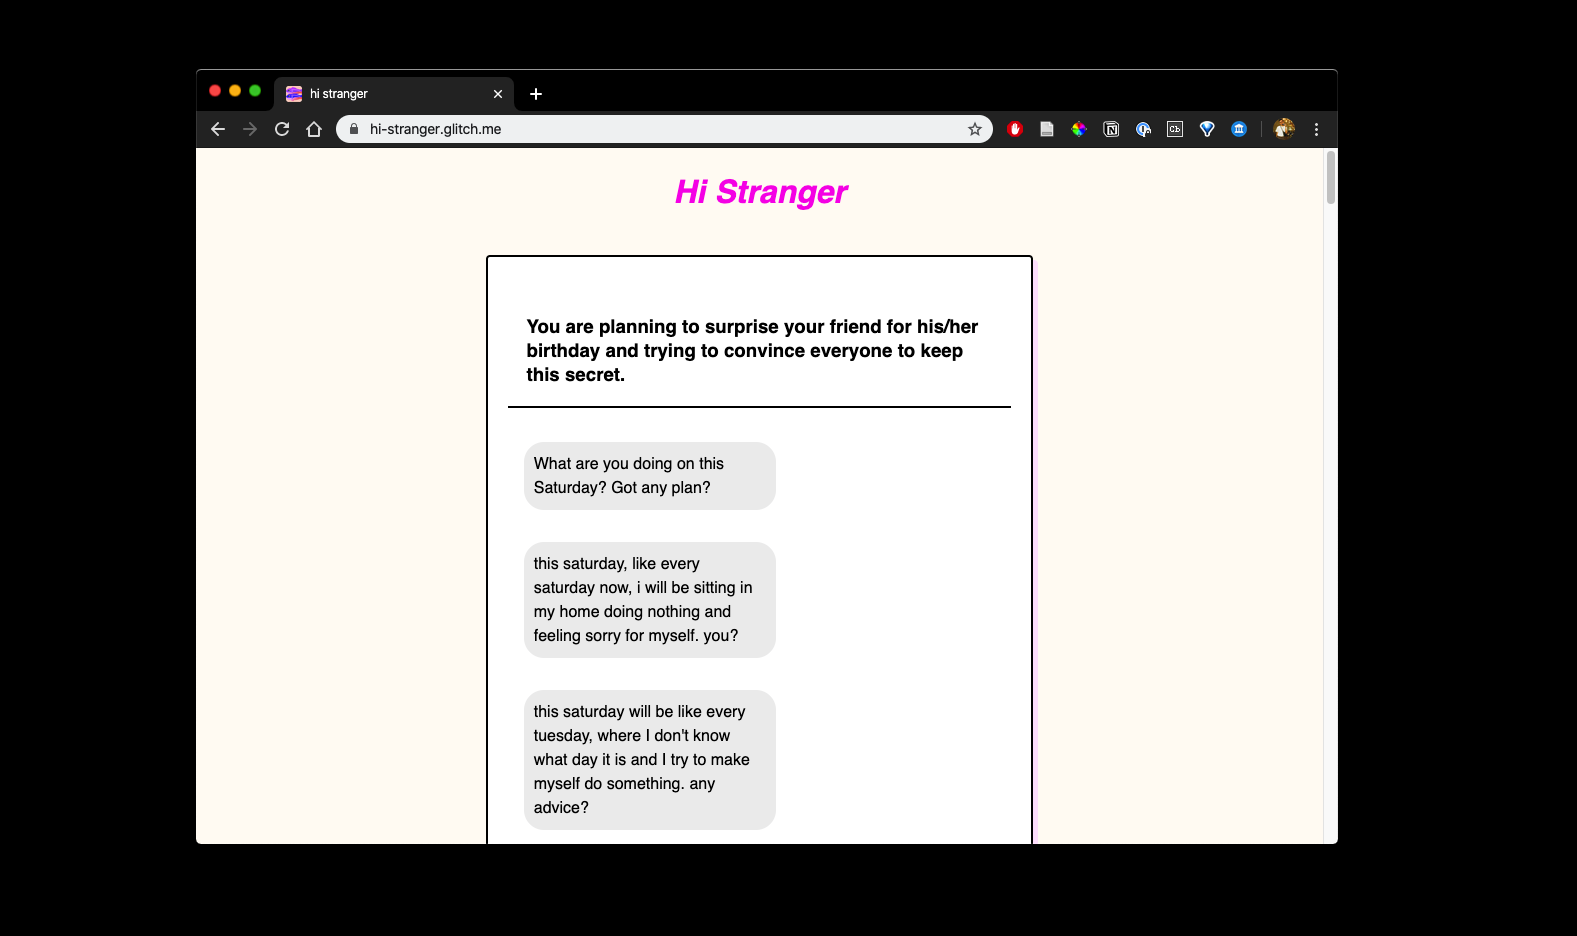 hi stranger
hi-stranger.glitch.me
Hi Stranger
You are planning to surprise your friend for his/her
birthday and trying to convince everyone to keep
this secret.
What are you doing on this
Saturday? Got any plan?
this saturday, like every
saturday now, i will be sitting in
my home doing nothing and
feeling sorry for myself. you?
this saturday will be like every
tuesday, where I don't know
what day it is and I try to make
myself do something. any
advice?